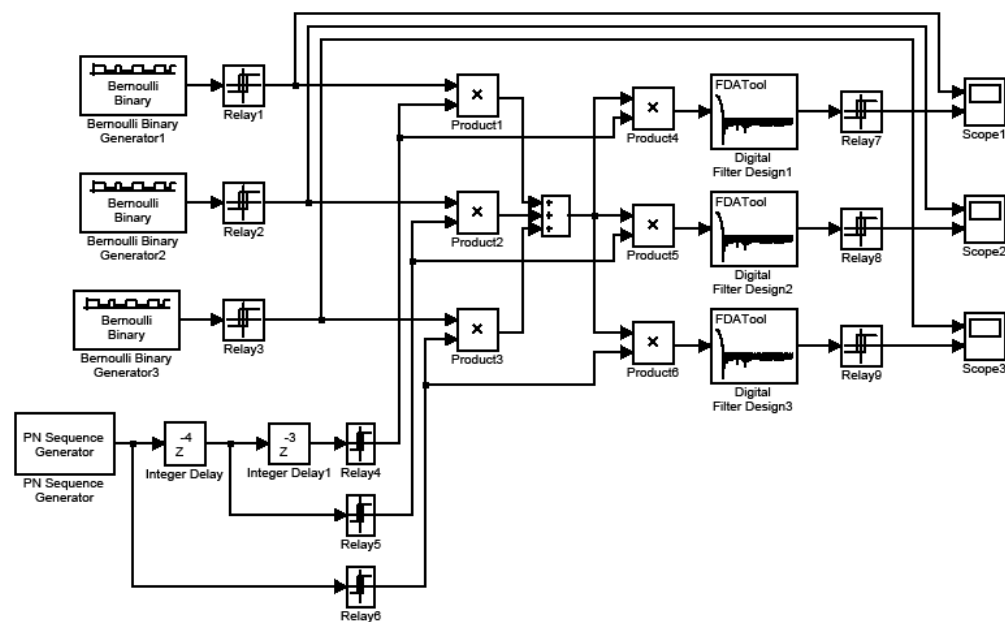 Bernoulli
Binary
Bernoulli Binary
Generator1
Relay1
×
Product1
×
Product4
FDATool
Digital
Filter Design1
Relay7
Scope1
Bernoulli
Binary
Bernoulli Binary
Generator2
Relay2
×
Product2
+
+
+
×
Product5
FDATool
Digital
Filter Design2
Relay8
Scope2
Bernoulli
Binary
Bernoulli Binary
Generator3
Relay3
×
Product3
×
Product6
FDATool
Digital
Filter Design3
Relay9
Scope3
PN Sequence
Generator
PN Sequence
Generator
-4
Z
Integer Delay
-3
Z
Integer Delay1
Relay4
Relay5
Relay6